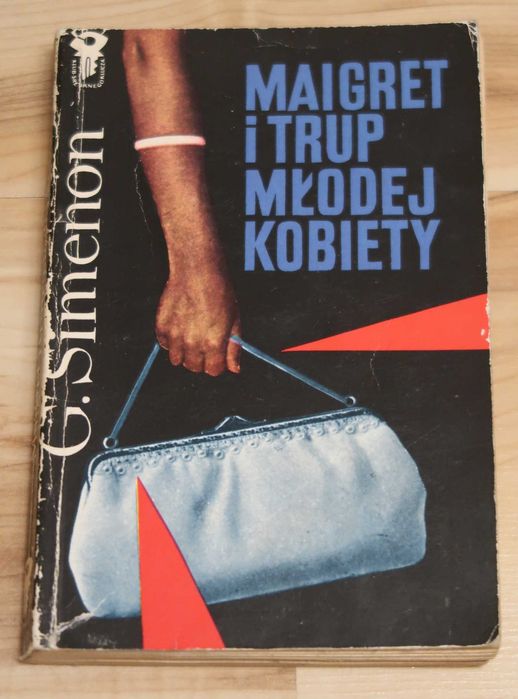 MAIGRET
i TRUP
MŁODEJ
KOBIETY
G. Simenon